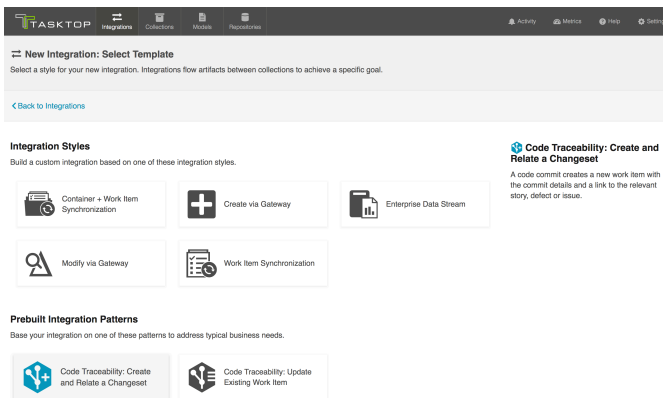 TASKTOP
Integrations
Collections
Models
Repositories
Activity
Metrics
Help
Setting
New Integration: Select Template
Select a style for your new integration. Integrations flow artifacts between collections to achieve a specific goal.
Back to Integrations
Integration Styles
Build a custom integration based on one of these integration styles.
Container + Work Item
Synchronization
Create via Gateway
Enterprise Data Stream
Modify via Gateway
Work Item Synchronization
Prebuilt Integration Patterns
Base your integration on one of these patterns to address typical business needs.
Code Traceability: Create
and Relate a Changeset
Code Traceability: Update
Existing Work Item
Code Traceability: Create and
Relate a Changeset
A code commit creates a new work item with
the commit details and a link to the relevant
story, defect or issue.